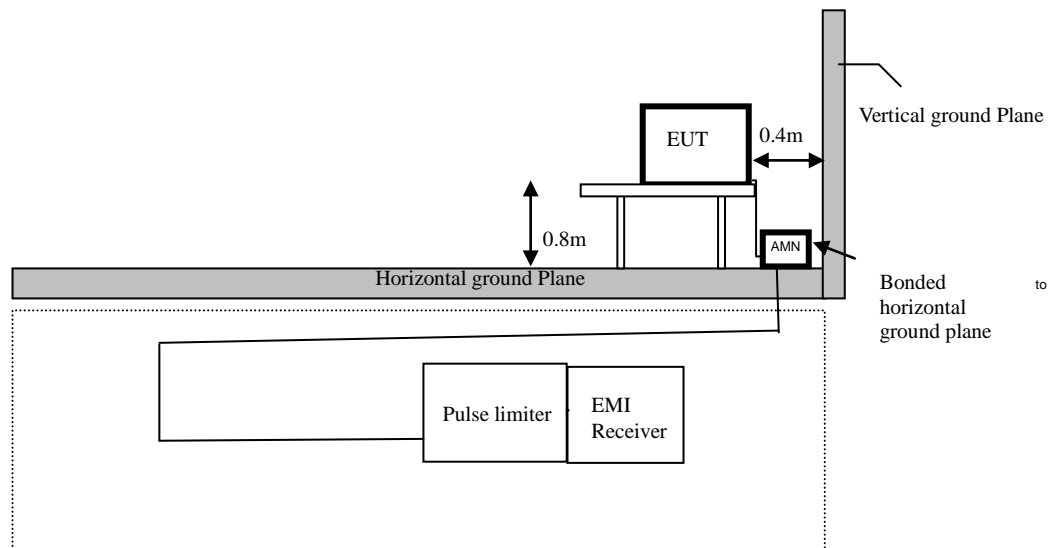 EUT
0.4m
Vertical ground Plane
0.8m
AMN
Horizontal ground Plane
Bonded to
horizontal
ground plane
Pulse limiter
EMI
Receiver